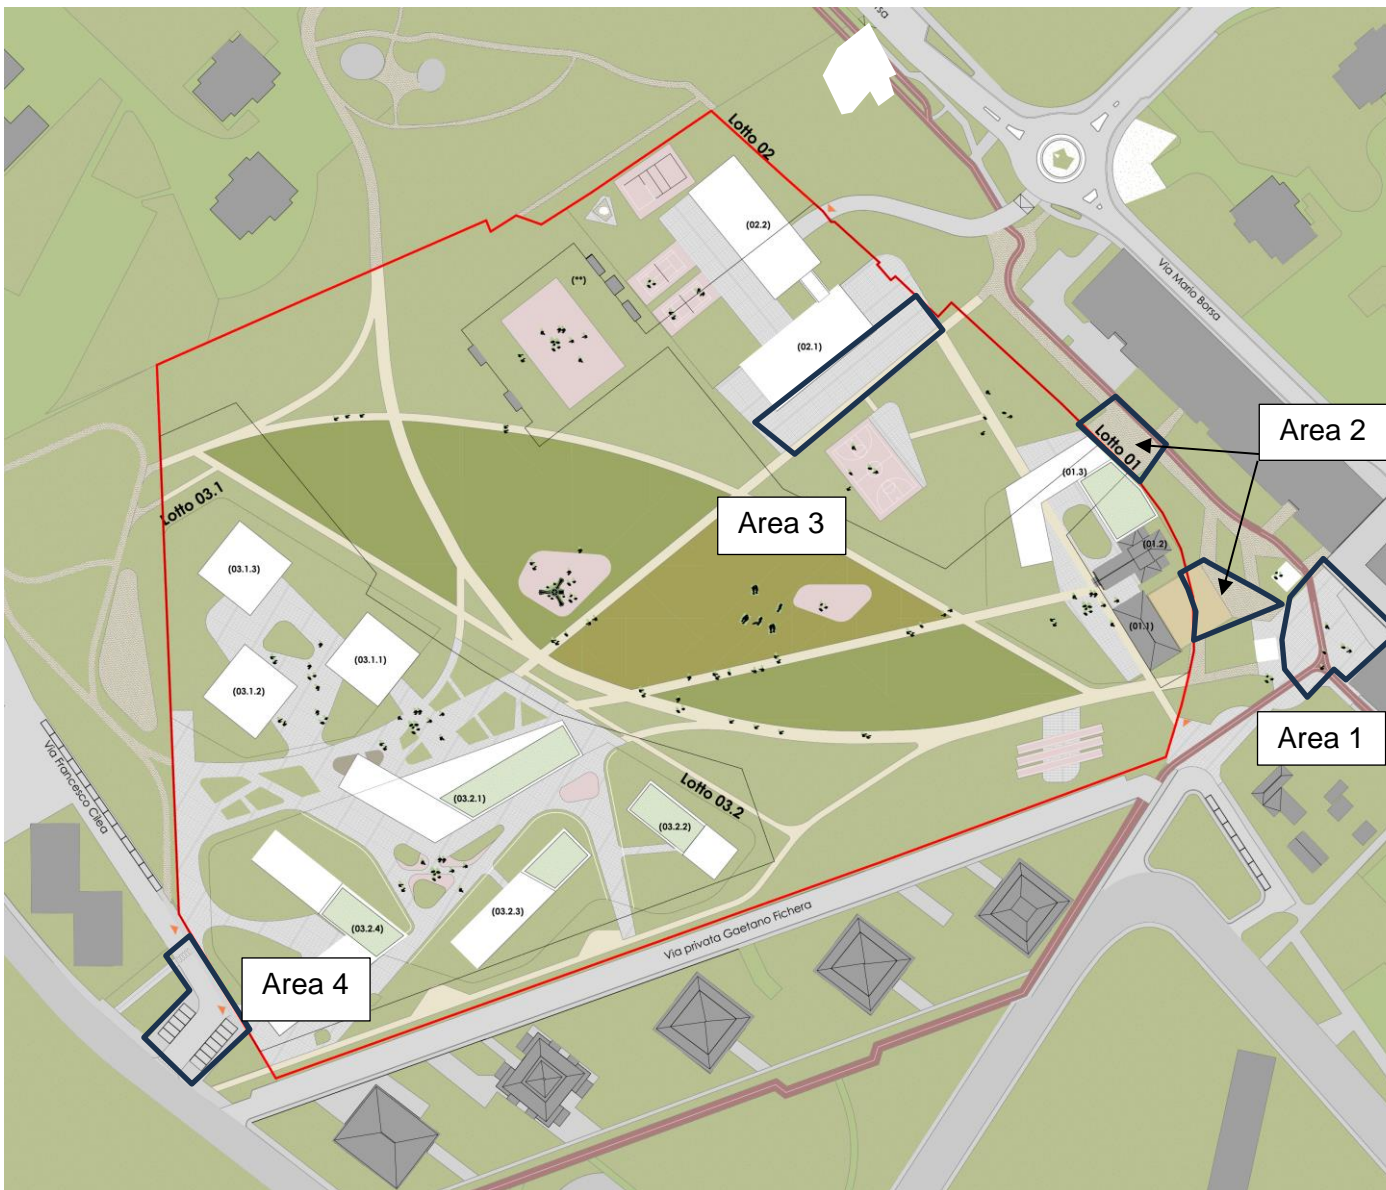 rsa
Lotto 02
(02.2)
Via Mario Borsa
(**)
(02.1)
Area 2
Lotto 01
(01.3)
Lotto 03.1
Area 3
(01.2)
(03.1.3)
(01.1)
(03.1.1)
(03.1.2)
Area 1
Via Francesco Cilea
Lotto 03.2
(03.2.1)
(03.2.2)
(03.2.3)
(03.2.4)
Via privata Gaetano Fichera
Area 4